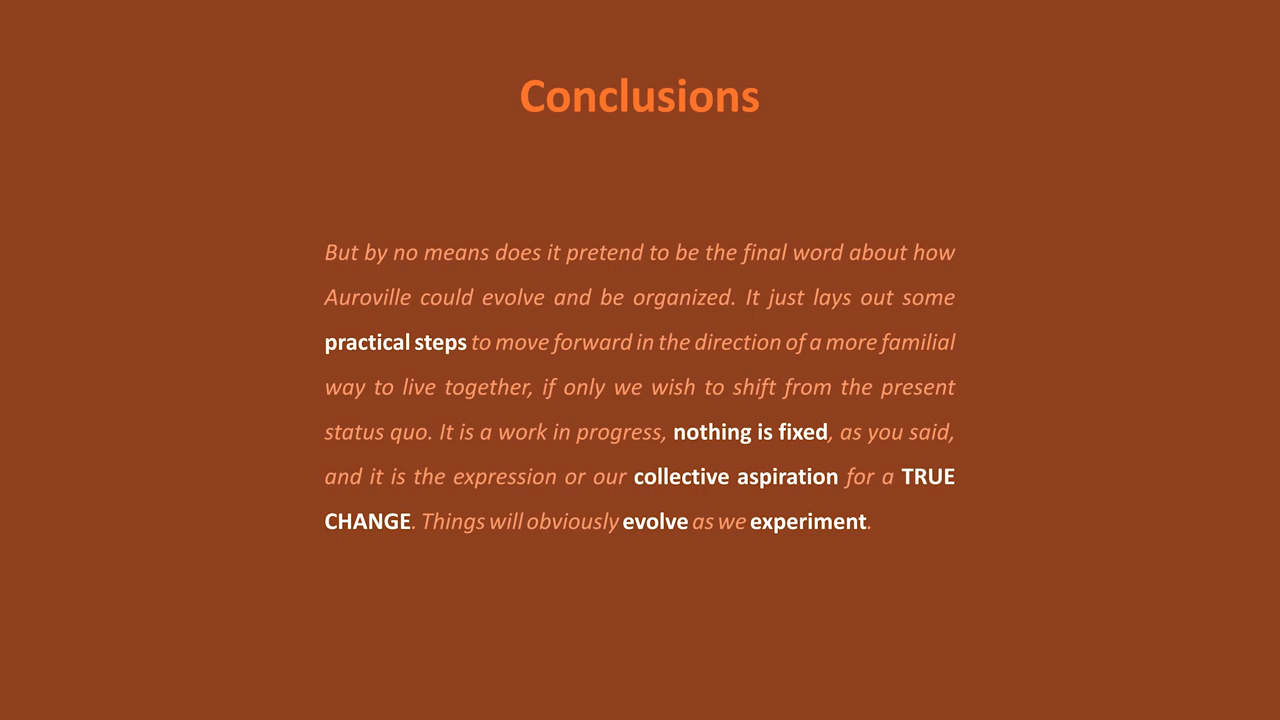 Conclusions
But by no means does it pretend to be the final word about how
Auroville could evolve and be organized. It just lays out some
practical steps to move forward in the direction of a more familial
way to live together, if only we wish to shift from the present
status quo. It is a work in progress, nothing is fixed, as you said,
and it is the expression or our collective aspiration for a TRUE
CHANGE. Things will obviously evolve as we experiment.